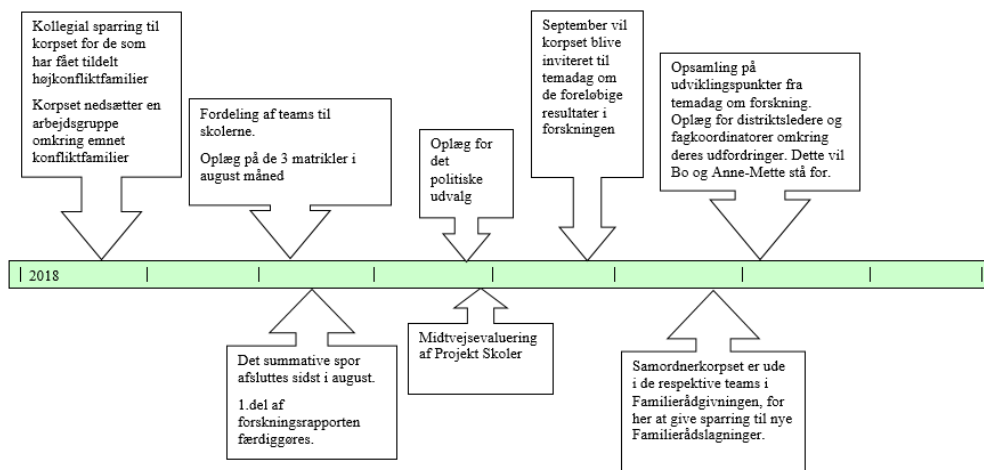 Kollegial sparring til
korpset for de som
har fået tildelt
højkonfliktfamilier
Korpset nedsætter en
arbejdsgruppe
omkring emnet
konfliktfamilier
Fordeling af teams til
skolerne.
Oplæg på de 3 matrikler i
august måned
Oplæg for
det
politiske
udvalg
September vil
korpset blive
inviteret til
temadag om
de foreløbige
resultater i
forskningen
Opsamling på
udviklingspunkter fra
temadag om forskning.
Oplæg for distriktsledere og
fagkoordinatorer omkring
deres udfordringer. Dette vil
Bo og Anne-Mette stå for.
2018
Det summative spor
afsluttes sidst i august.
1.del af
forskningsrapporten
færdiggøres.
Midtvejsevaluering
af Projekt Skoler
Samordnerkorpset er ude
i de respektive teams i
Familierådgivningen, for
her at give sparring til nye
Familierådslagninger.